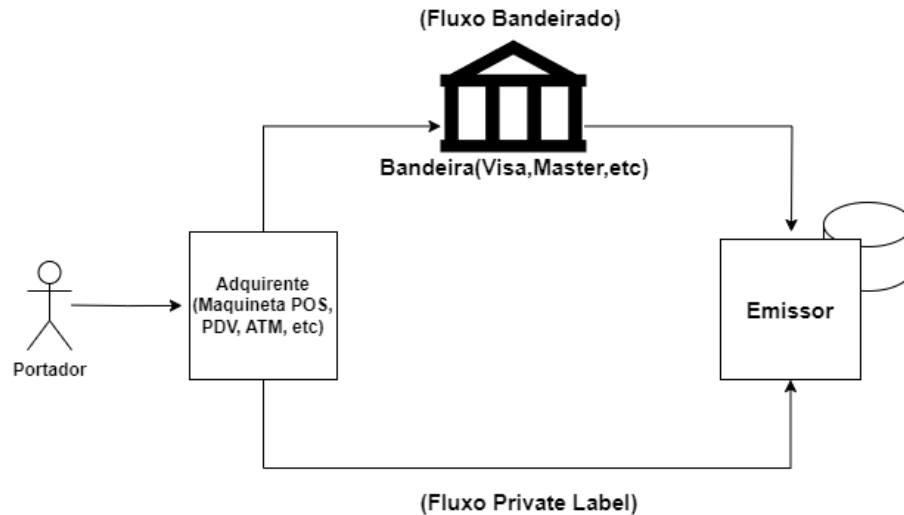 (Fluxo Bandeirado)
Bandeira(Visa,Master,etc)
Adquirente
(Maquineta POS,
PDV, ATM, etc)
Emissor
Portador
(Fluxo Private Label)